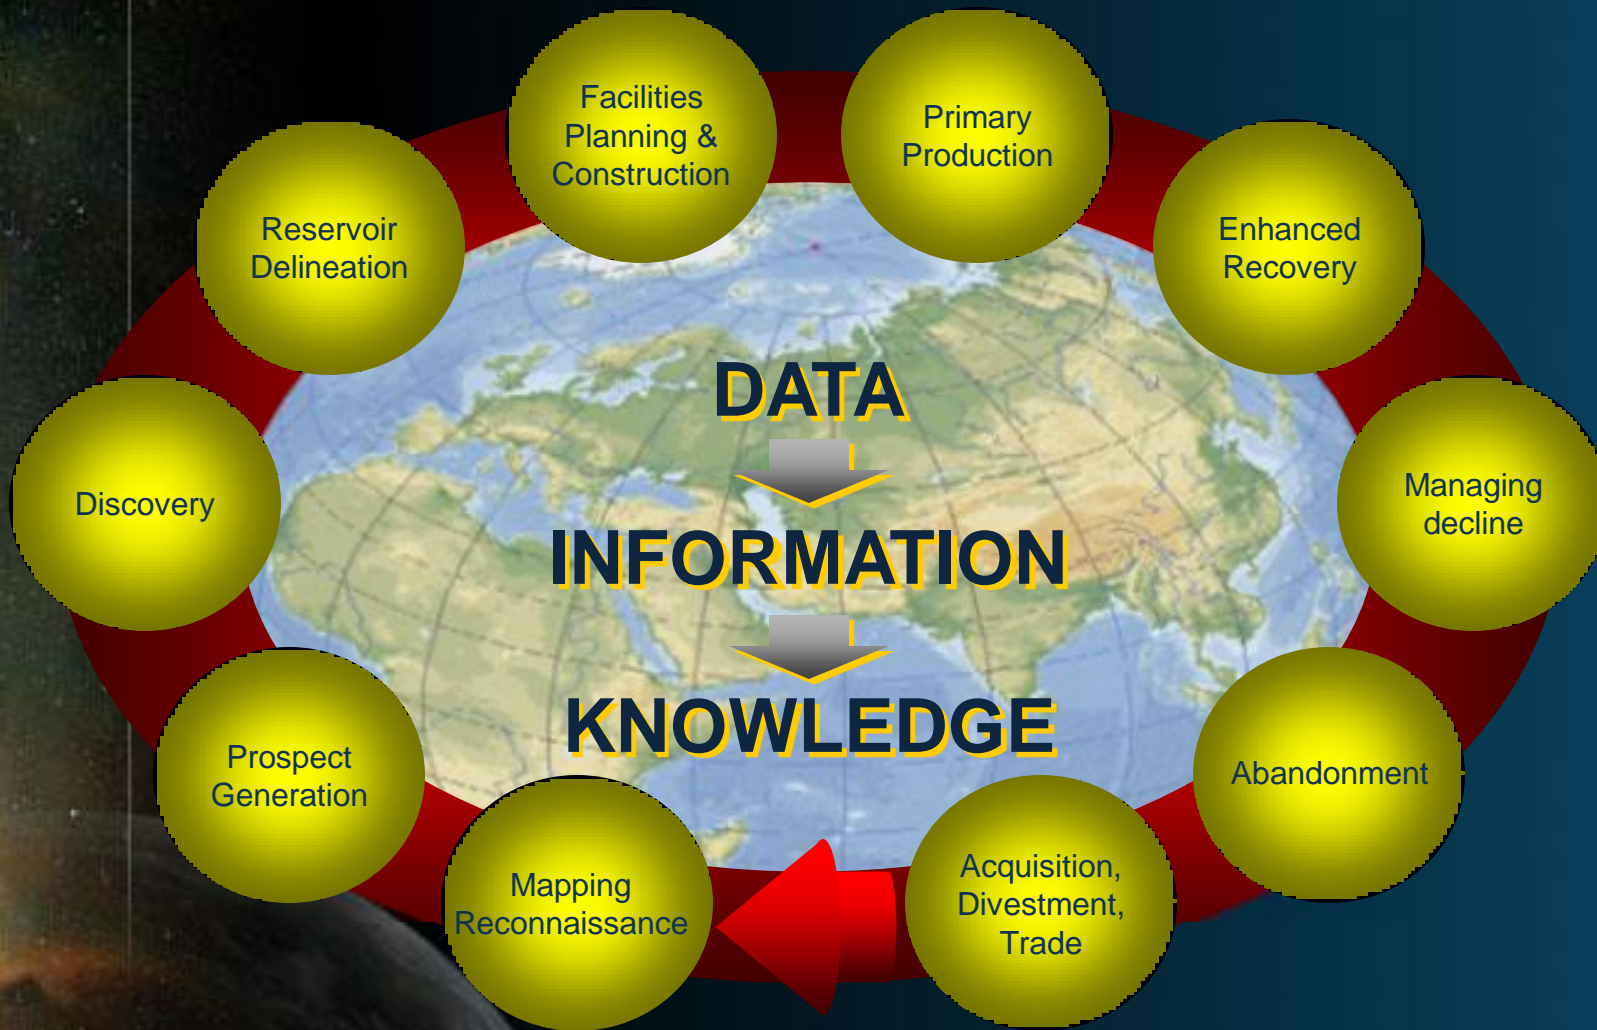 Facilities
Planning &
Construction
Primary
Production
Reservoir
Delineation
Enhanced
Recovery
DATA
Discovery
Managing
decline
INFORMATION
KNOWLEDGE
Prospect
Generation
Abandonment
Mapping
Reconnaissance
Acquisition,
Divestment,
Trade